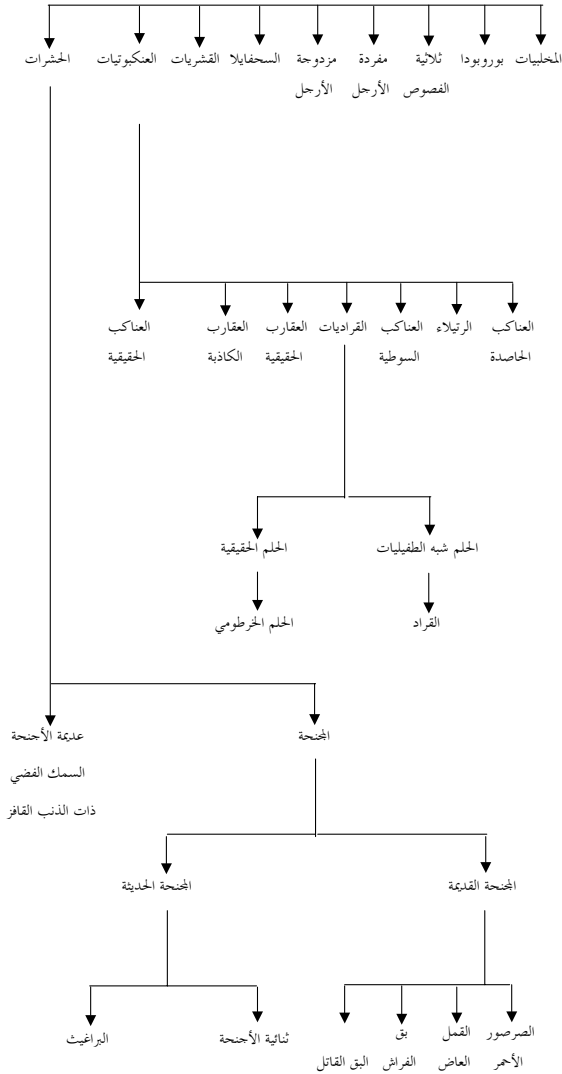 المخلبيات بوروبودا ثلاثية مفردة مزدوجة السحفايلا القشريات العنكبوتيات الحشرات
الفصوص الأرجل الأرجل
العناكب الرتيلاء العناكب القراديات العقارب العقارب العناكب
الحاصدة السوطية الحقيقية الكاذبة الحقيقية
الحلم شبه الطفيليات الحلم الحقيقية
القراد الحلم الخرطومي
المجنحة عديمة الأجنحة
السمك الفضي
ذات الذنب القافز
المجنحة القديمة المجنحة الحديثة
الصرصور القمل بق ثنائية الأجنحة البراغيث
الأحمر العاض الفراش البق القاتل